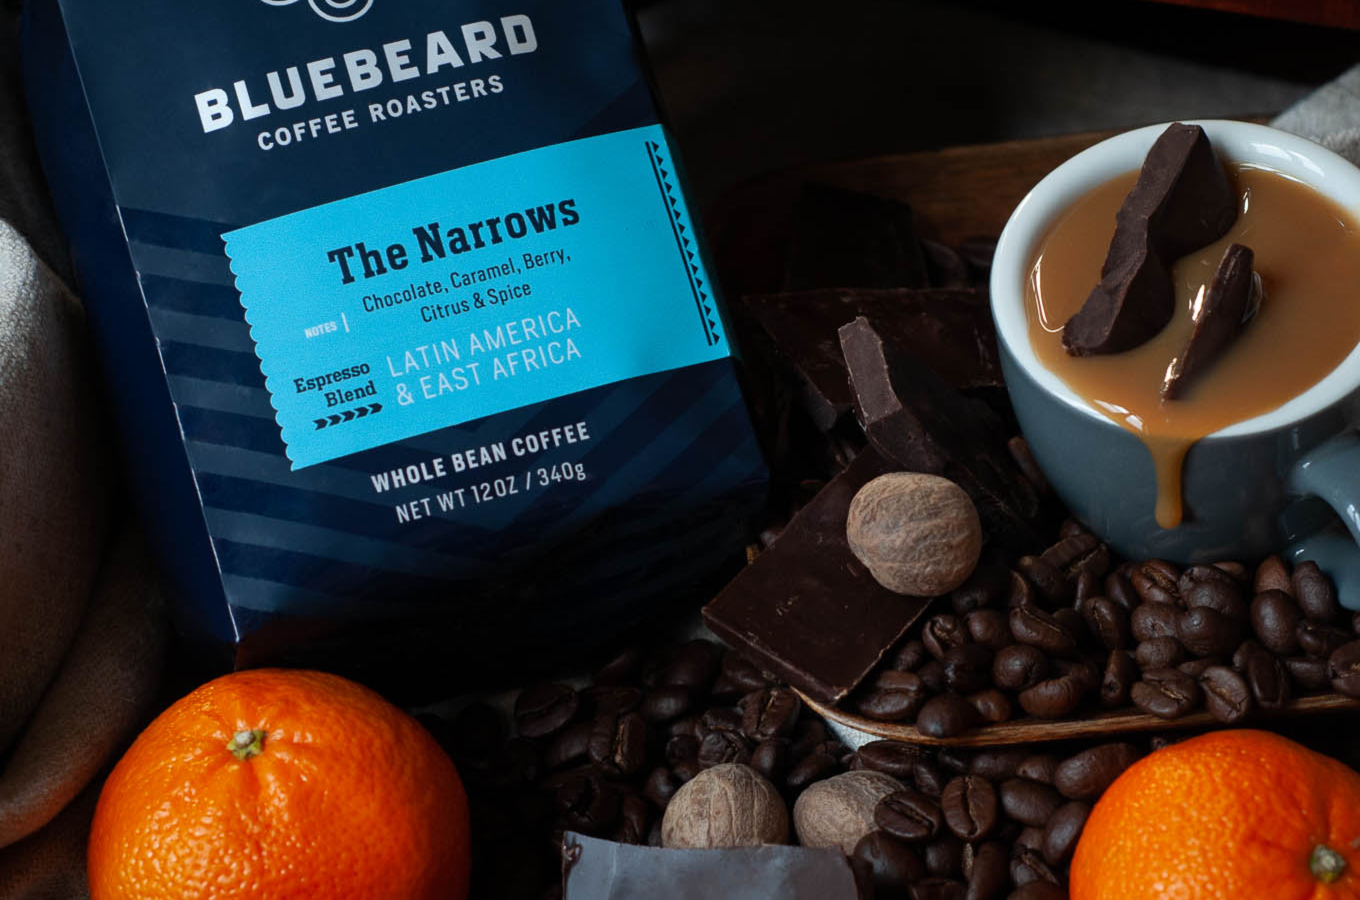 BLUEBEARD
COFFEE ROASTERS
The Narrows
NOTES | Chocolate, Caramel, Berry,
Citrus & Spice
Espresso
Blend
LATIN AMERICA
& EAST AFRICA
WHOLE BEAN COFFEE
NET WT 12OZ / 340g